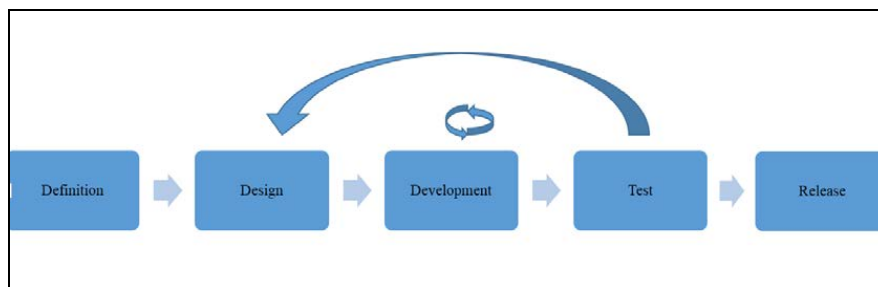 Definition
Design
Development
Test
Release